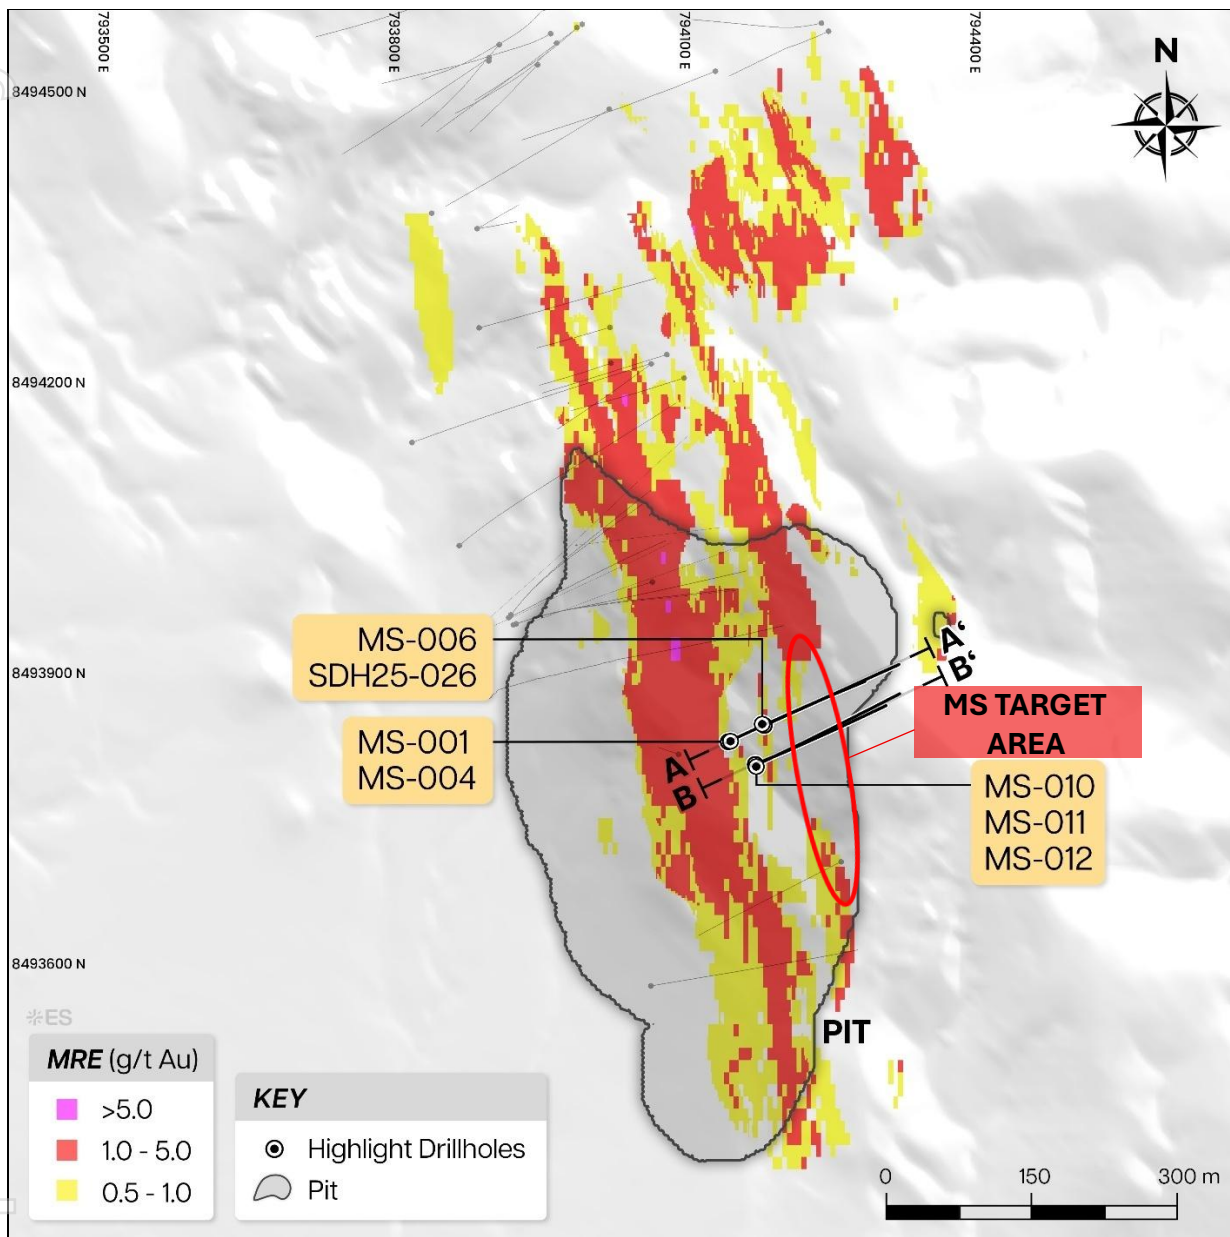 793500 E
793800 E
794100 E
794400 E
N
8494500 N
8494200 N
MS-006
SDH25-026
A'
B'
8493900 N
MS TARGET
AREA
MS-001
MS-004
A
B
MS-010
MS-011
MS-012
8493600 N
ES
PIT
MRE (g/t Au)
>5.0
1.0 - 5.0
0.5 - 1.0
KEY
Highlight Drillholes
Pit
0 150 300 m